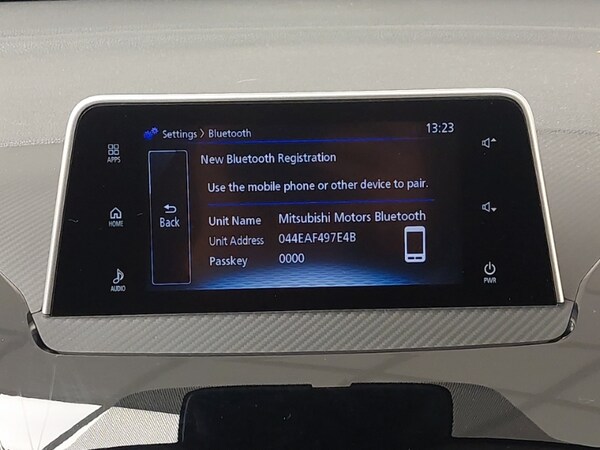 Settings > Bluetooth 13:23
New Bluetooth Registration
Use the mobile phone or other device to pair.
Back
Unit Name Mitsubishi Motors Bluetooth
Unit Address 044EAF497E4B
Passkey 0000
APPS
HOME
AUDIO
PWR